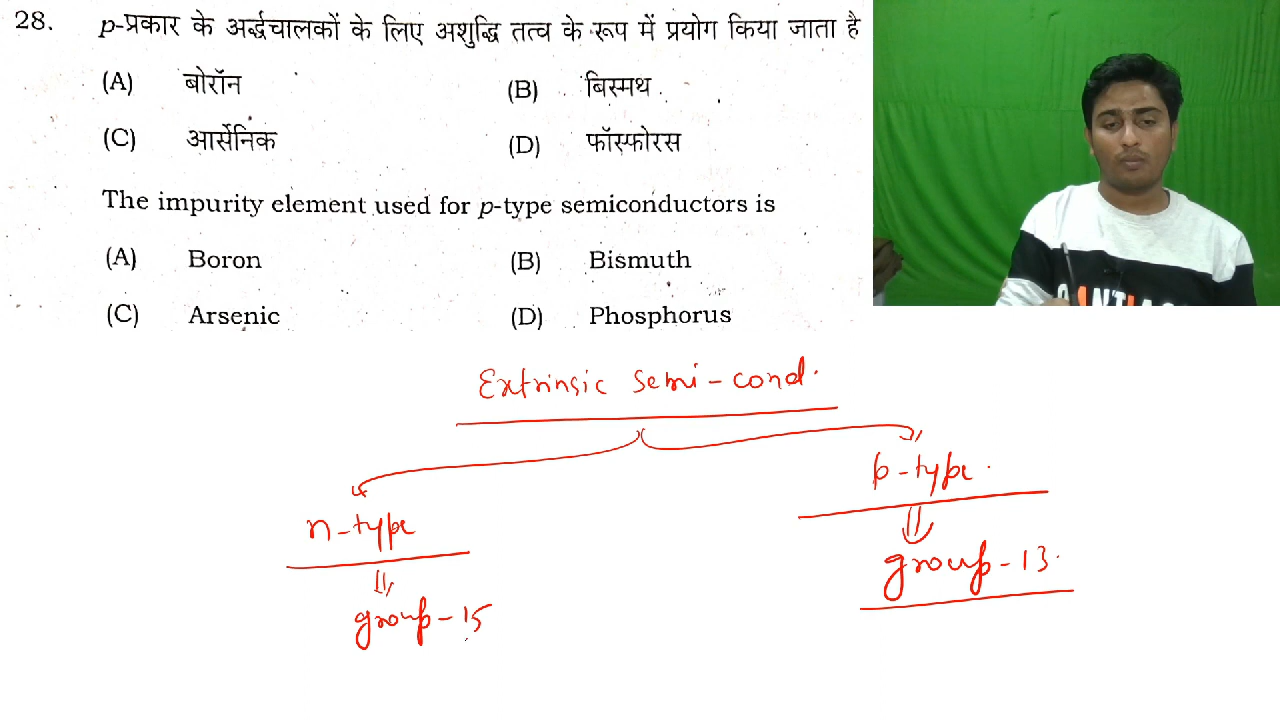 28. p-प्रकार के अर्द्धचालकों के लिए अशुद्धि तत्व के रूप में प्रयोग किया जाता है
(A) बोरॉन (B) बिस्मथ
(C) आर्सेनिक (D) फॉस्फोरस
The impurity element used for p-type semiconductors is
(A) Boron (B) Bismuth
(C) Arsenic (D) Phosphorus
Extrinsic semi-cond.
n-type p-type
group-15 group-13